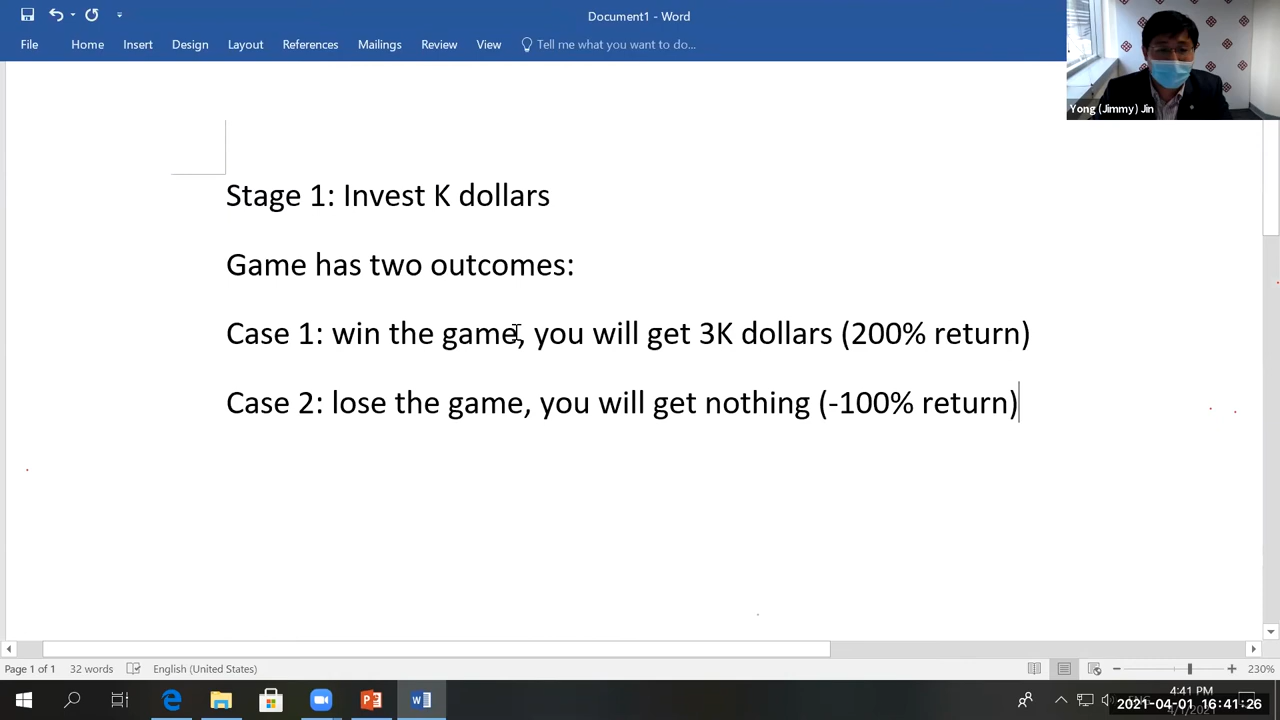 Document1 - Word
File Home Insert Design Layout References Mailings Review View Tell me what you want to do...
Yong (Jimmy) Jin
Stage 1: Invest K dollars
Game has two outcomes:
Case 1: win the game, you will get 3K dollars (200% return)
Case 2: lose the game, you will get nothing (-100% return)
Page 1 of 1 32 words English (United States) 230%
4:41 PM
2021-04-01 16:41:26